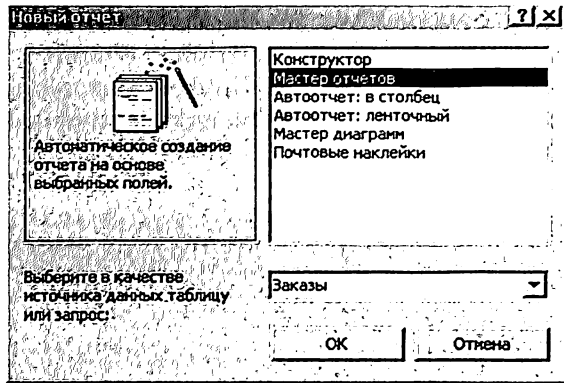 Новый отчет
? X
Конструктор
Мастер отчетов
Автоотчет: в столбец
Автоотчет: ленточный
Мастер диаграмм
Почтовые наклейки
Автоматическое создание
отчета на основе
выбранных полей.
Выберите в качестве
источника данных таблицу
или запрос:
Заказы
ОК
Отмена